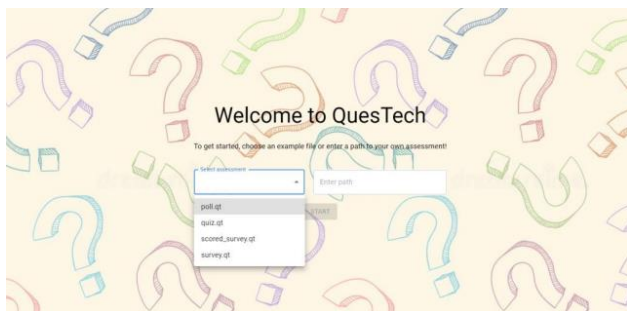 Welcome to QuesTech
To get started, choose an example file or enter a path to your own assessment!
Select assessment
Enter path
START
poll.qt
quiz.qt
scored_survey.qt
survey.qt